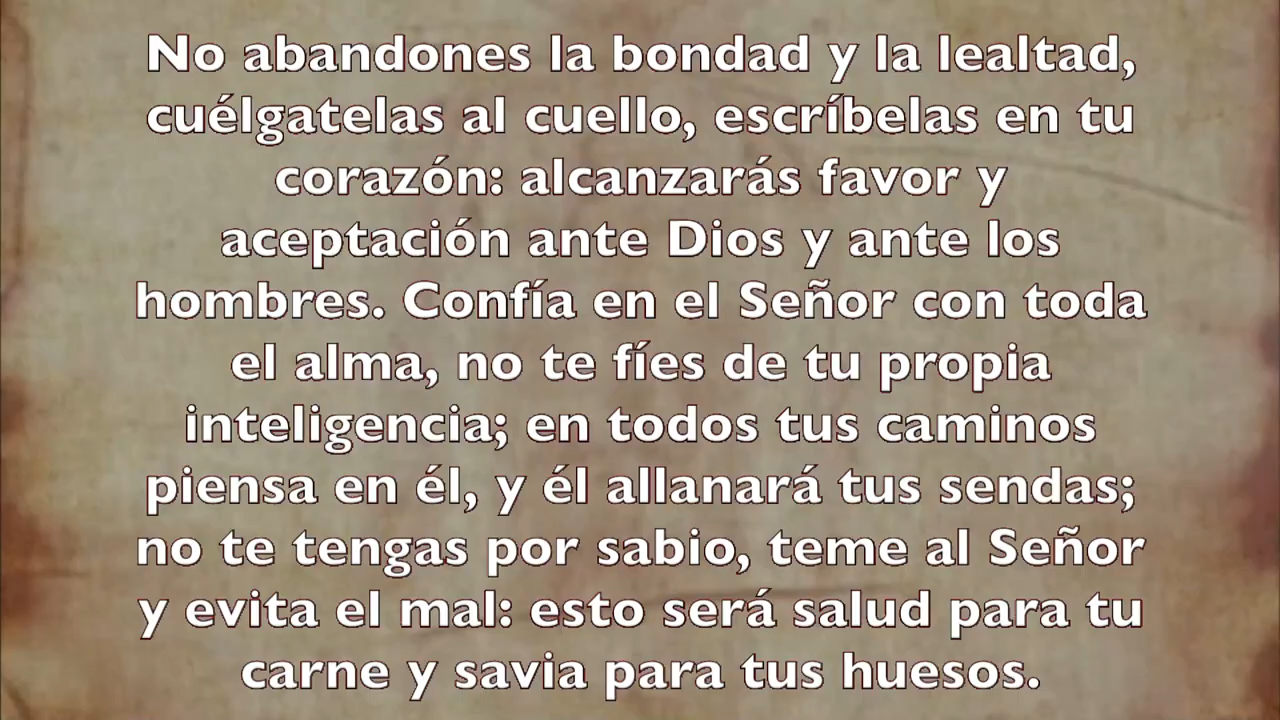 No abandones la bondad y la lealtad,
cuélgatelas al cuello, escríbelas en tu
corazón: alcanzarás favor y
aceptación ante Dios y ante los
hombres. Confía en el Señor con toda
el alma, no te fíes de tu propia
inteligencia; en todos tus caminos
piensa en él, y él allanará tus sendas;
no te tengas por sabio, teme al Señor
y evita el mal: esto será salud para tu
carne y savia para tus huesos.